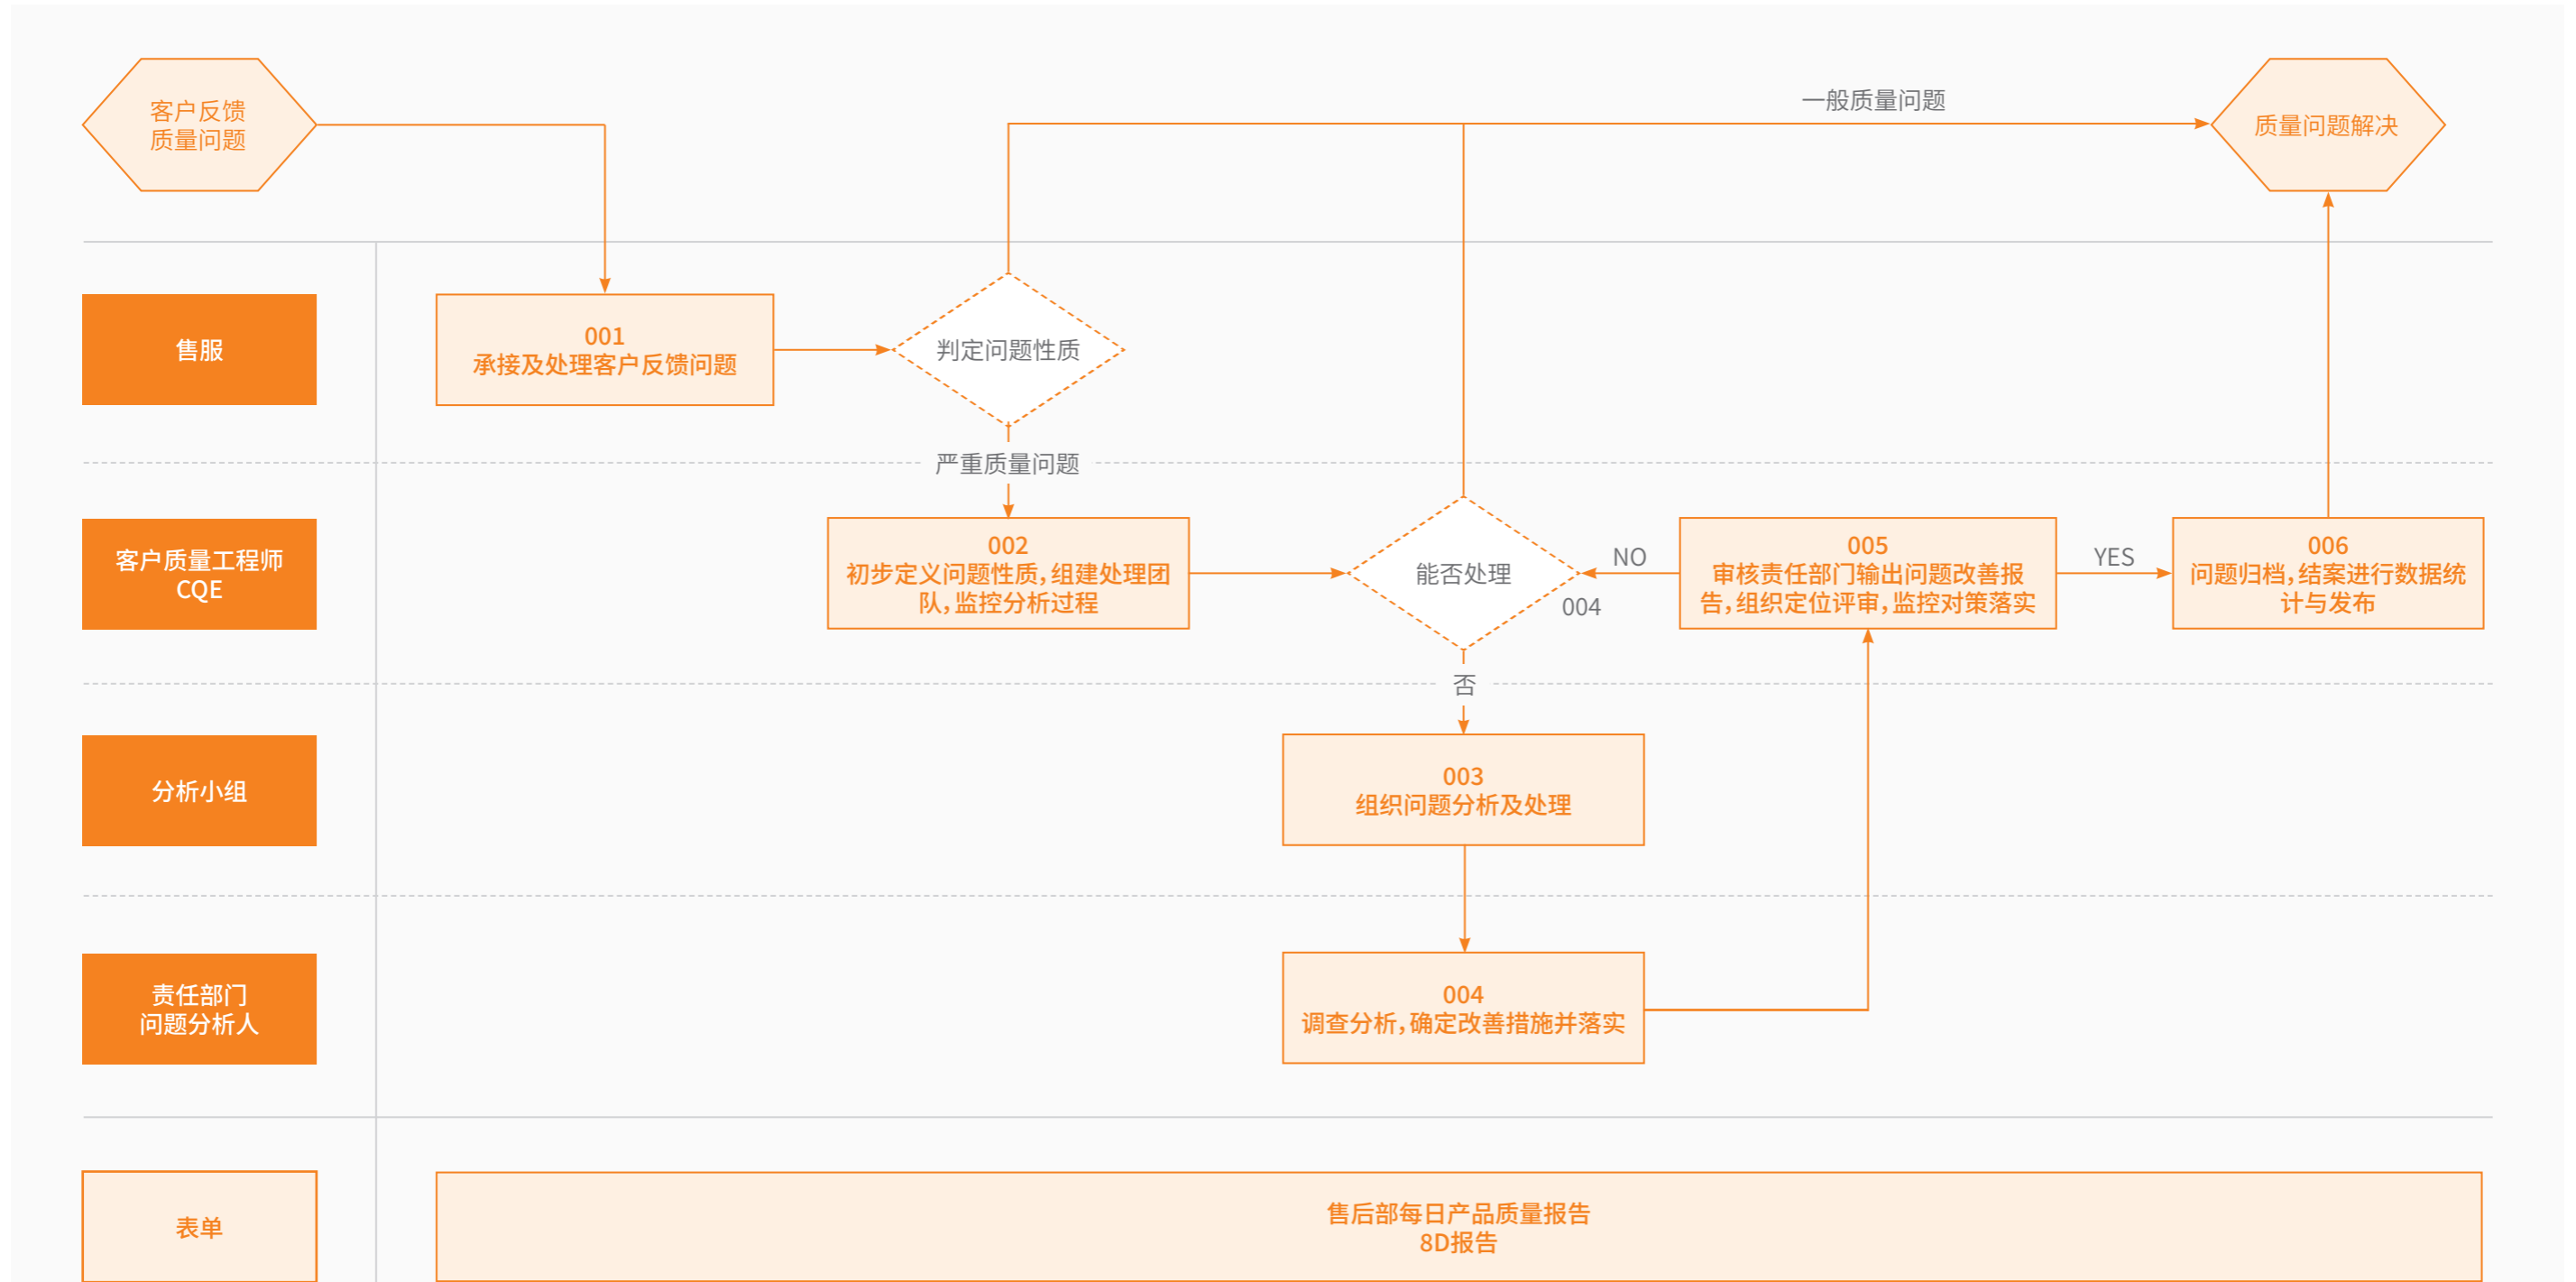 客户反馈
质量问题
一般质量问题
质量问题解决
售服
001
承接及处理客户反馈问题
判定问题性质
严重质量问题
客户质量工程师
CQE
002
初步定义问题性质,组建处理团
队,监控分析过程
能否处理
NO
004
005
审核责任部门输出问题改善报
告,组织定位评审,监控对策落实
YES
006
问题归档,结案进行数据统
计与发布
否
分析小组
003
组织问题分析及处理
责任部门
问题分析人
004
调查分析,确定改善措施并落实
表单
售后部每日产品质量报告
8D报告